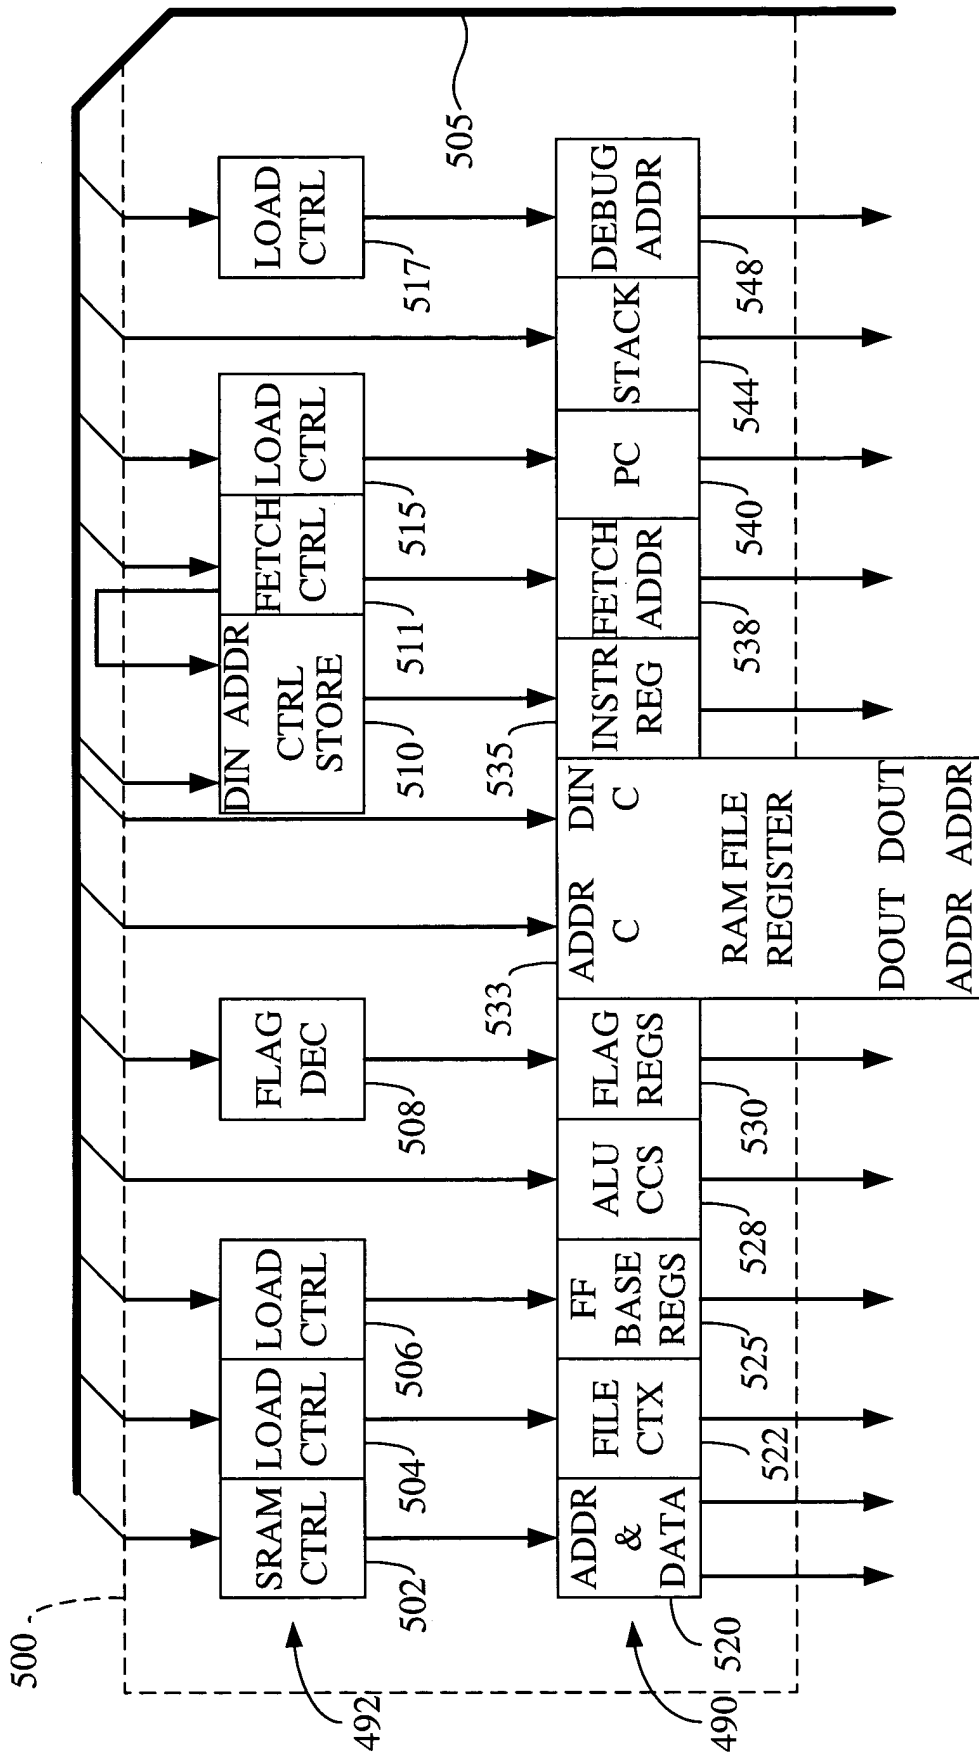 500
492
490
505
SRAM
CTRL
502
LOAD
CTRL
504
LOAD
CTRL
506
FLAG
DEC
508
DIN ADDR
CTRL
STORE
510
FETCH
CTRL
511
LOAD
CTRL
515
LOAD
CTRL
517
ADDR
&
DATA
520
FILE
CTX
522
FF
BASE
REGS
525
ALU
CCS
528
FLAG
REGS
530
533
ADDR DIN
C C
RAM FILE
REGISTER
DOUT DOUT
ADDR ADDR
535
INSTR
REG
FETCH
ADDR
538
PC
540
STACK
544
DEBUG
ADDR
548